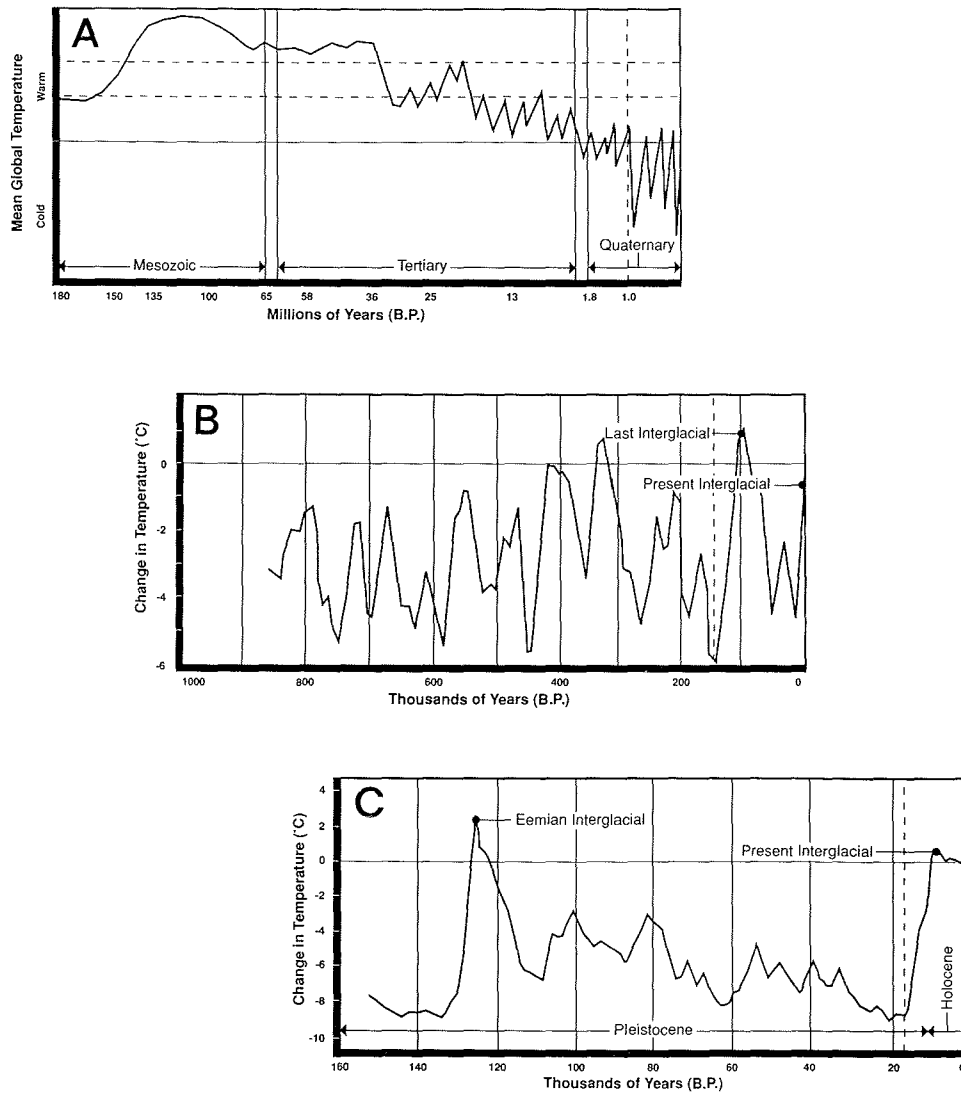 A
Mean Global Temperature
Warm
Cold
Quaternary
Mesozoic
Tertiary
180 150 135 100 65 58 36 25 13 1.8 1.0
Millions of Years (B.P.)
B
Change in Temperature (°C)
Last Interglacial
0
Present Interglacial
-2
-4
-6
1000 800 600 400 200 0
Thousands of Years (B.P.)
C
Change in Temperature (°C)
4
2
Eemian Interglacial
Present Interglacial
0
-2
-4
-6
-8
Holocene
Pleistocene
-10
160 140 120 100 80 60 40 20
Thousands of Years (B.P.)